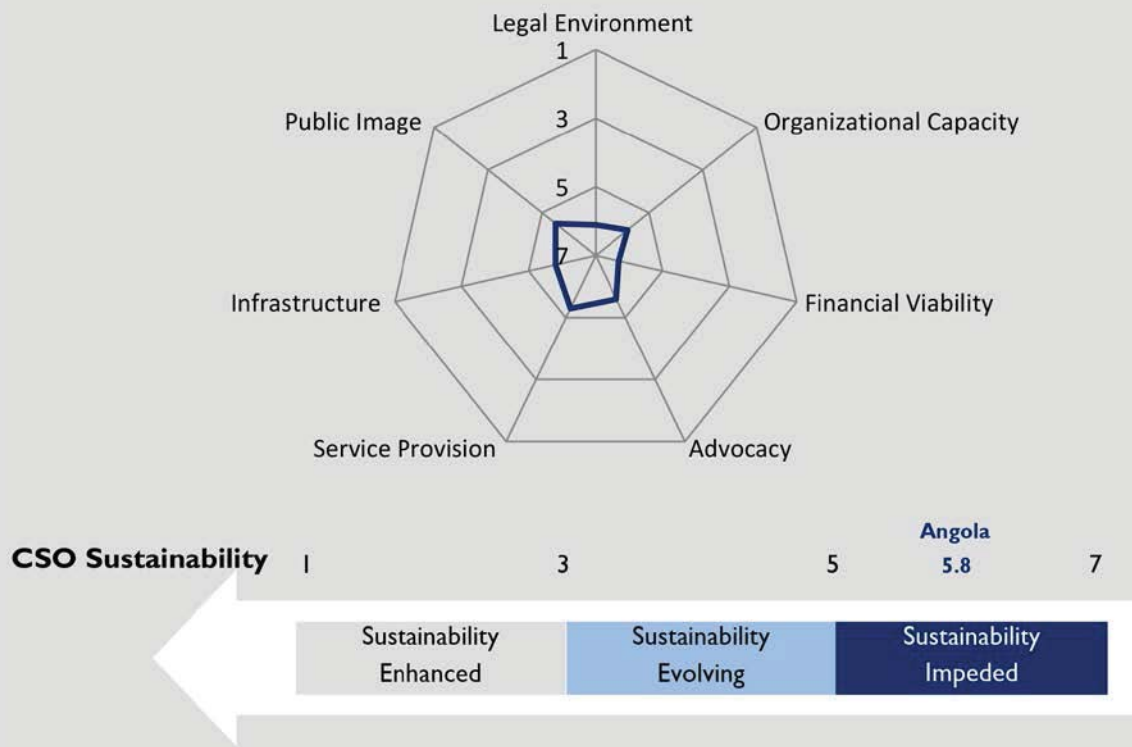 Legal Environment
1
Public Image
Organizational Capacity
3
5
7
Infrastructure
Financial Viability
Service Provision
Advocacy
Angola
CSO Sustainability 1 3 5 5.8 7
Sustainability
Enhanced
Sustainability
Evolving
Sustainability
Impeded